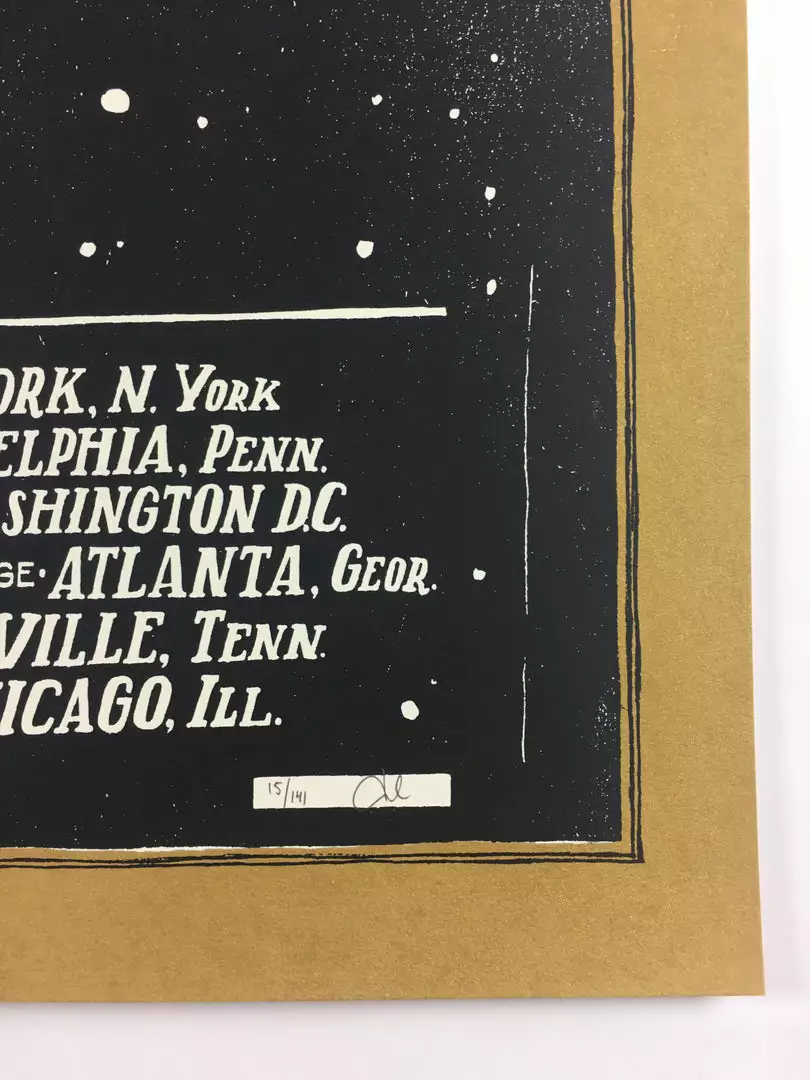 ORK, N. YORK
ELPHIA, PENN.
SHINGTON D.C.
GE • ATLANTA, GEOR.
VILLE, TENN.
ICAGO, ILL.
15/141